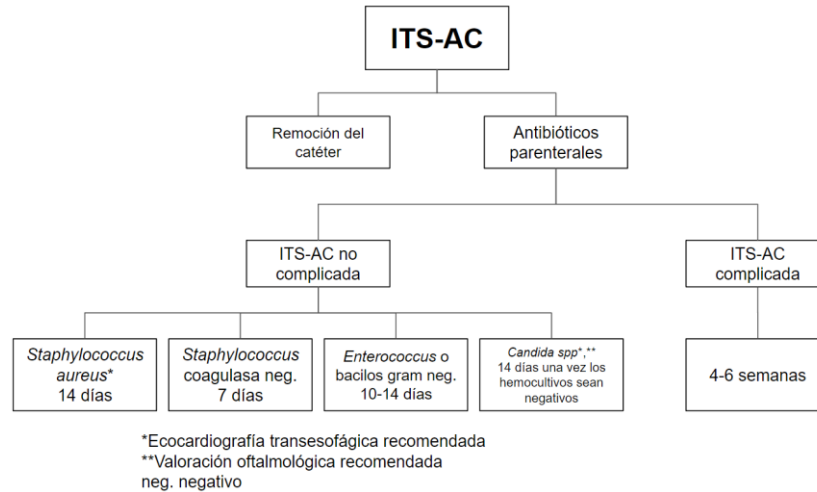 ITS-AC
Remoción del
catéter
Antibióticos
parenterales
ITS-AC no
complicada
ITS-AC
complicada
Staphylococcus
aureus*
14 días
Staphylococcus
coagulasa neg.
7 días
Enterococcus o
bacilos gram neg.
10-14 días
Candida spp*,**
14 días una vez los
hemocultivos sean
negativos
4-6 semanas
*Ecocardiografía transesofágica recomendada
**Valoración oftalmológica recomendada
neg. negativo